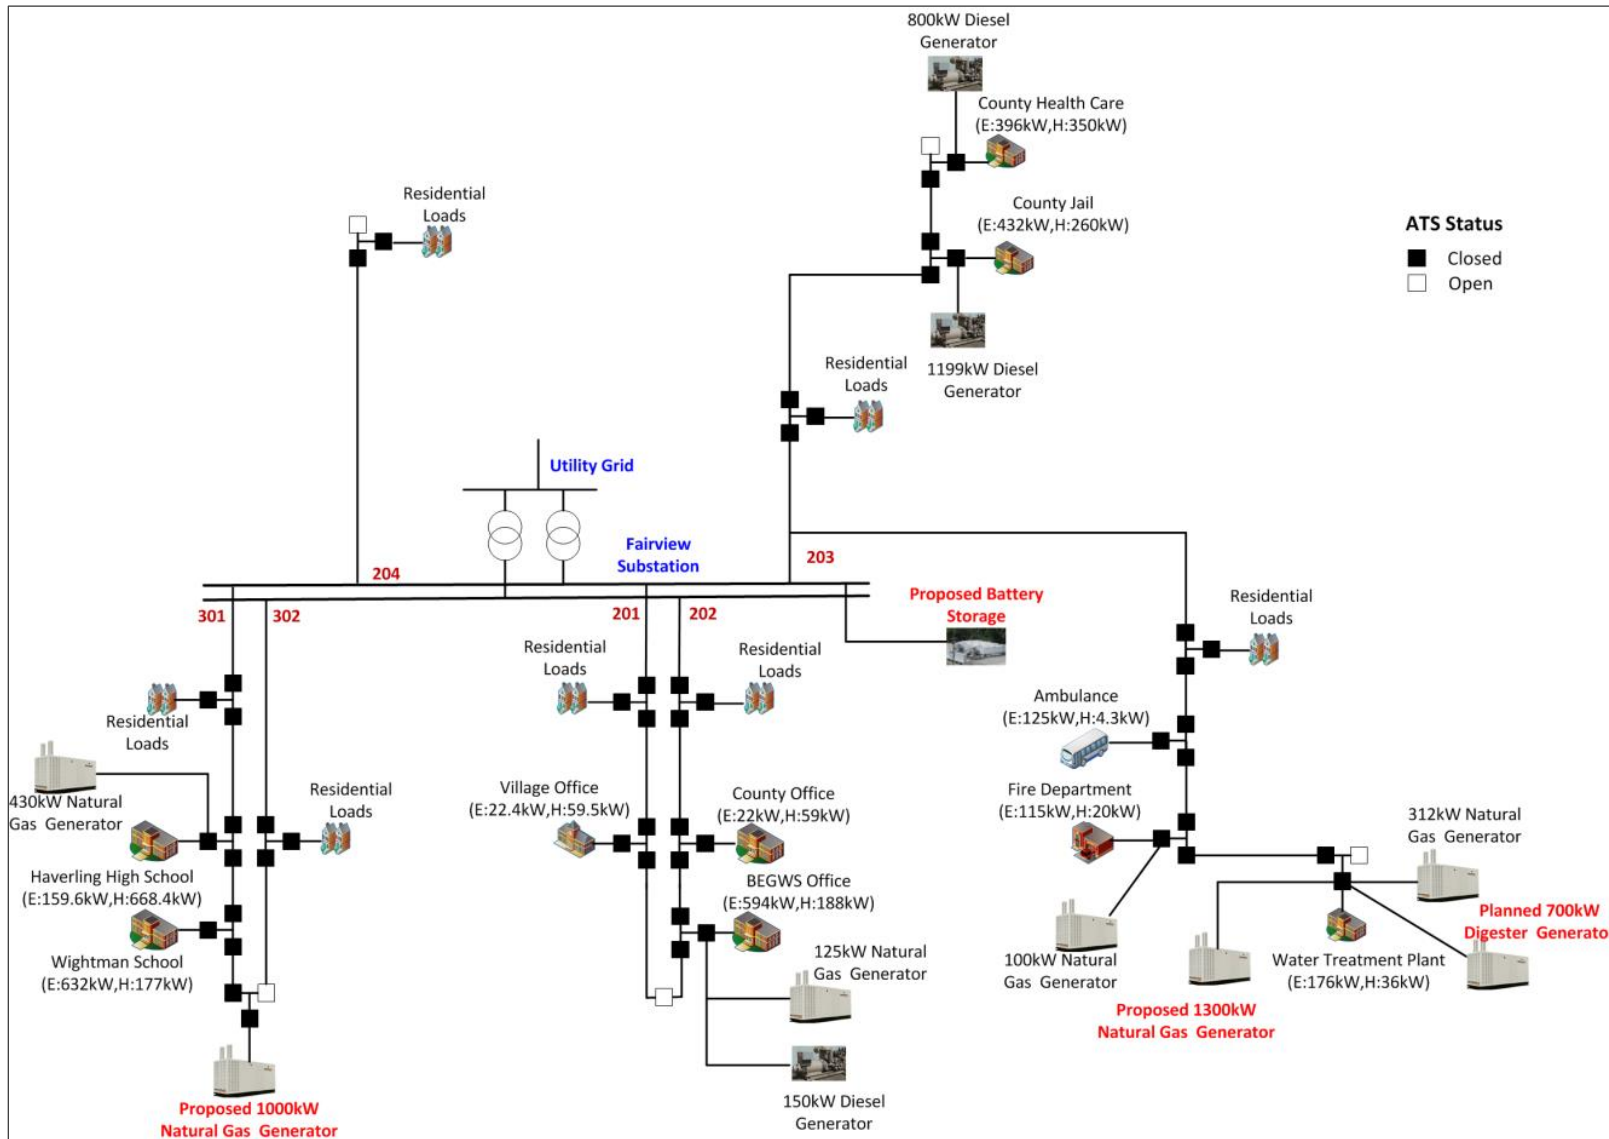 800kW Diesel
Generator
County Health Care
(E:396kW,H:350kW)
Residential
Loads
County Jail
(E:432kW,H:260kW)
ATS Status
Closed
Open
1199kW Diesel
Generator
Residential
Loads
Utility Grid
Fairview
Substation
203
204
301
302
201
202
Proposed Battery
Storage
Residential
Loads
Residential
Loads
Residential
Loads
Residential
Loads
Ambulance
(E:125kW,H:4.3kW)
430kW Natural
Gas Generator
Residential
Loads
Village Office
(E:22.4kW,H:59.5kW)
County Office
(E:22kW,H:59kW)
Fire Department
(E:115kW,H:20kW)
312kW Natural
Gas Generator
Haverling High School
(E:159.6kW,H:668.4kW)
BEGWS Office
(E:594kW,H:188kW)
Planned 700kW
Digester Generato
Wightman School
(E:632kW,H:177kW)
125kW Natural
Gas Generator
100kW Natural
Gas Generator
Water Treatment Plant
(E:176kW,H:36kW)
Proposed 1300kW
Natural Gas Generator
Proposed 1000kW
Natural Gas Generator
150kW Diesel
Generator